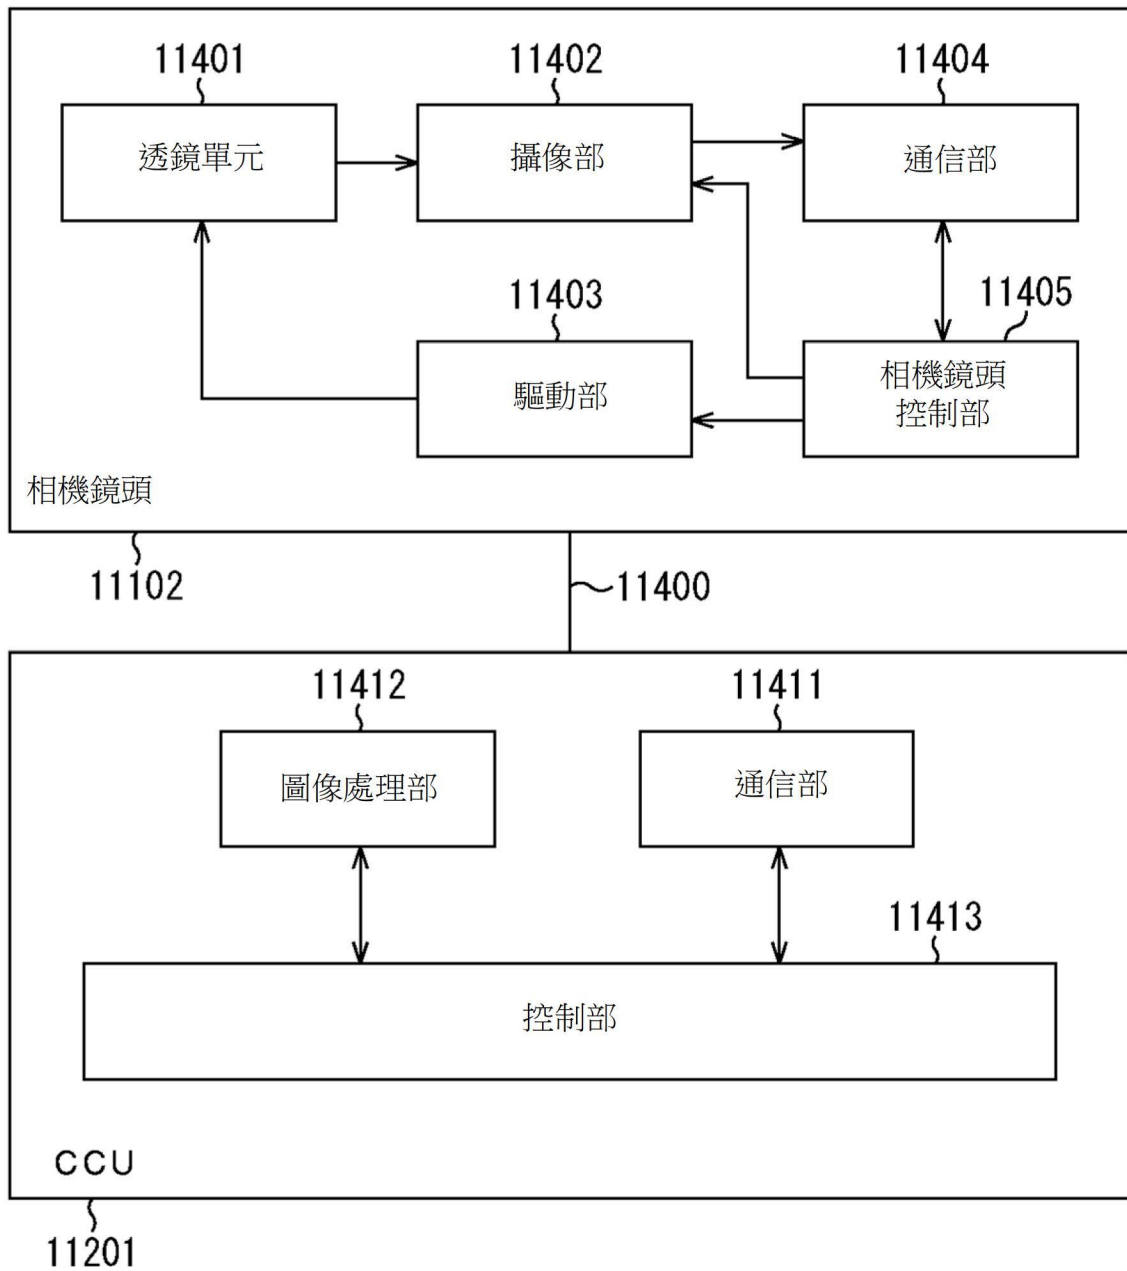 11401
11402
11404
透鏡單元
攝像部
通信部
11403
11405
驅動部
相機鏡頭
控制部
相機鏡頭
11102
11400
11412
11411
圖像處理部
通信部
11413
控制部
CCU
11201